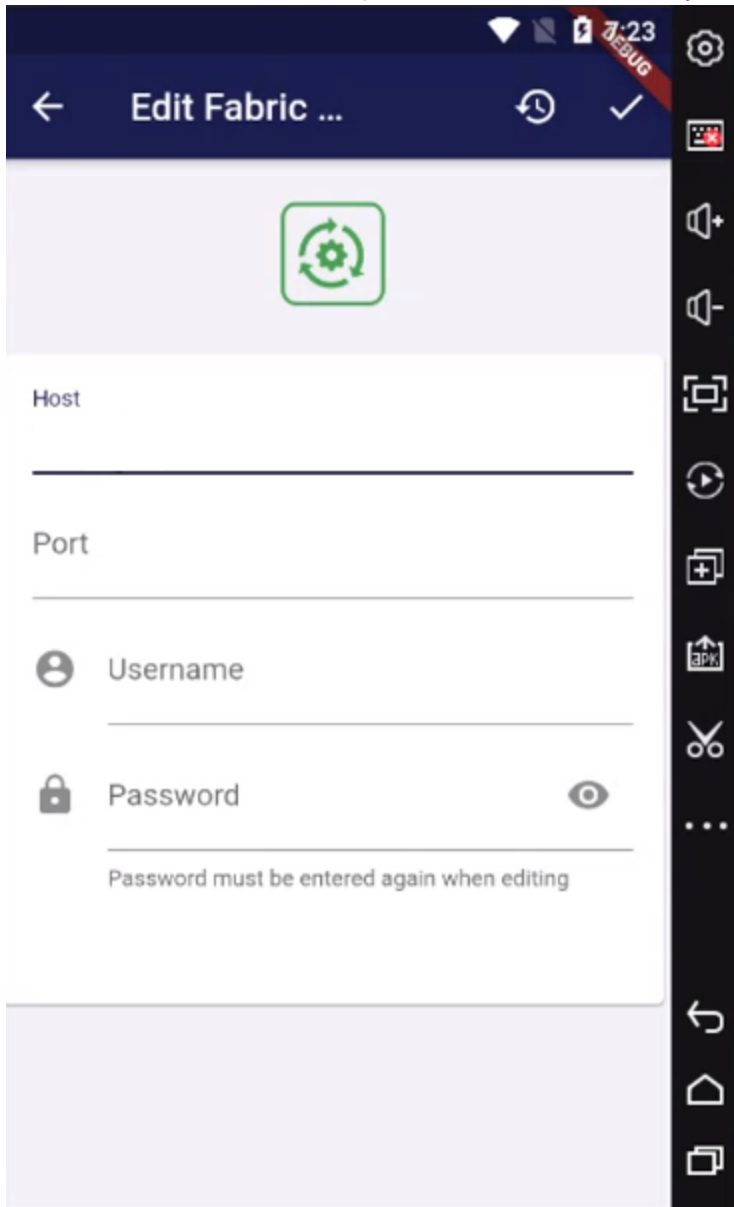 7:23
DEBUG
Edit Fabric ...
Host
Port
Username
Password
Password must be entered again when editing
APK